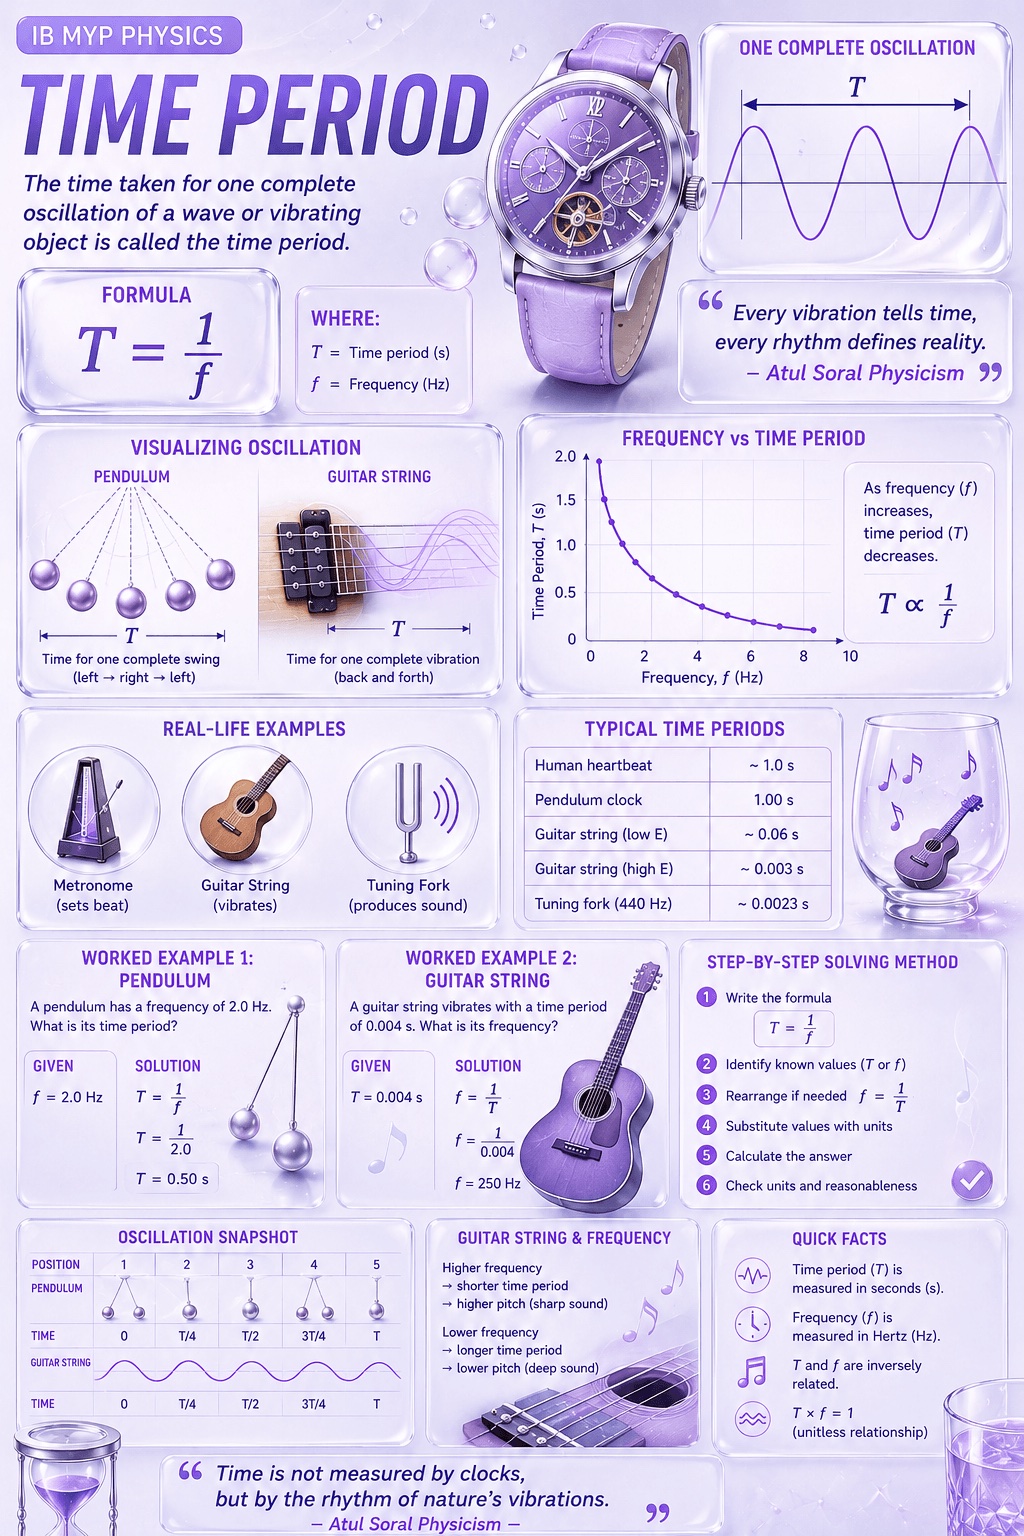 IB MYP PHYSICS
TIME PERIOD
The time taken for one complete
oscillation of a wave or vibrating
object is called the time period.
ONE COMPLETE OSCILLATION
T
FORMULA
T = 1/f
WHERE:
T = Time period (s)
f = Frequency (Hz)
“ Every vibration tells time,
every rhythm defines reality.
– Atul Soral Physicism ”
VISUALIZING OSCILLATION
PENDULUM
T
Time for one complete swing
(left → right → left)
GUITAR STRING
T
Time for one complete vibration
(back and forth)
FREQUENCY vs TIME PERIOD
Time Period, T (s)
2.0
1.5
1.0
0.5
0
0 2 4 6 8 10
Frequency, f (Hz)
As frequency (f)
increases,
time period (T)
decreases.
T ∝ 1/f
REAL-LIFE EXAMPLES
Metronome
(sets beat)
Guitar String
(vibrates)
Tuning Fork
(produces sound)
TYPICAL TIME PERIODS
Human heartbeat ~ 1.0 s
Pendulum clock 1.00 s
Guitar string (low E) ~ 0.06 s
Guitar string (high E) ~ 0.003 s
Tuning fork (440 Hz) ~ 0.0023 s
WORKED EXAMPLE 1:
PENDULUM
A pendulum has a frequency of 2.0 Hz.
What is its time period?
GIVEN
f = 2.0 Hz
SOLUTION
T = 1/f
T = 1/2.0
T = 0.50 s
WORKED EXAMPLE 2:
GUITAR STRING
A guitar string vibrates with a time period
of 0.004 s. What is its frequency?
GIVEN
T = 0.004 s
SOLUTION
f = 1/T
f = 1/0.004
f = 250 Hz
STEP-BY-STEP SOLVING METHOD
1 Write the formula
T = 1/f
2 Identify known values (T or f)
3 Rearrange if needed f = 1/T
4 Substitute values with units
5 Calculate the answer
6 Check units and reasonableness
OSCILLATION SNAPSHOT
POSITION 1 2 3 4 5
PENDULUM
TIME 0 T/4 T/2 3T/4 T
GUITAR STRING
TIME 0 T/4 T/2 3T/4 T
GUITAR STRING & FREQUENCY
Higher frequency
→ shorter time period
→ higher pitch (sharp sound)
Lower frequency
→ longer time period
→ lower pitch (deep sound)
QUICK FACTS
Time period (T) is
measured in seconds (s).
Frequency (f) is
measured in Hertz (Hz).
T and f are inversely
related.
T × f = 1
(unitless relationship)
“ Time is not measured by clocks,
but by the rhythm of nature’s vibrations. ”
– Atul Soral Physicism –